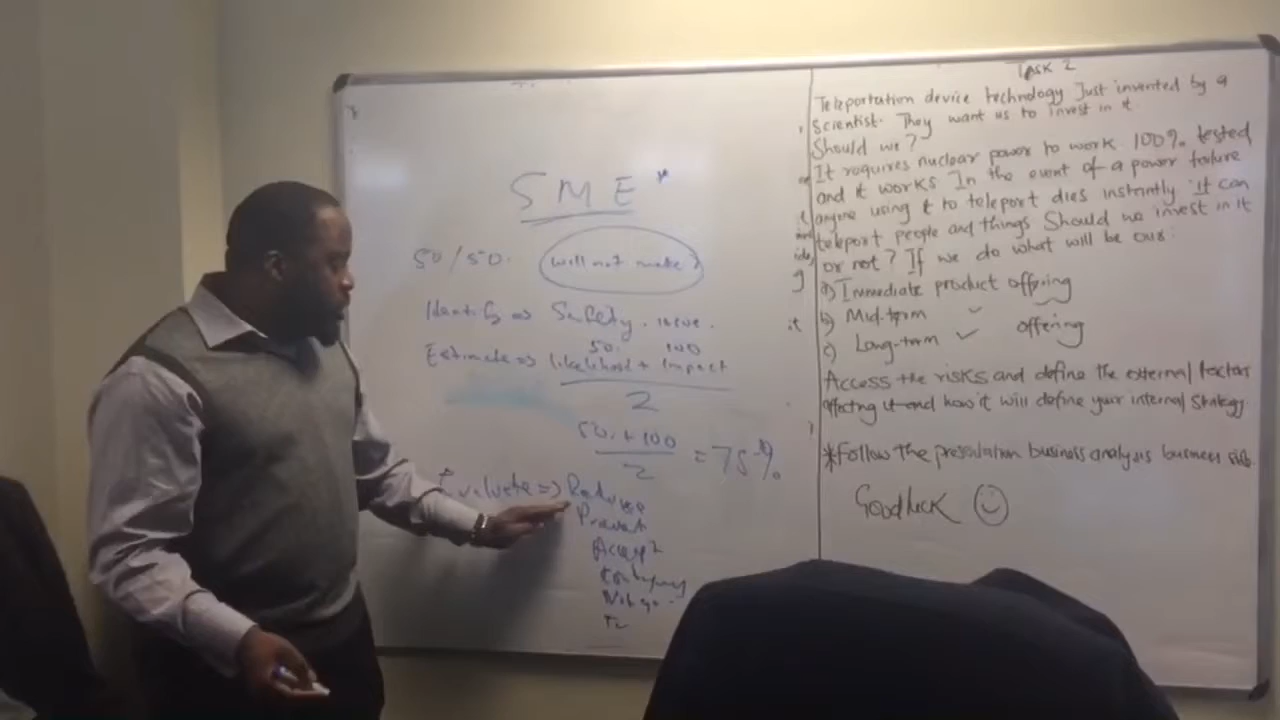 SME *
50/50. will not make
Identify => Safety issue.
50. 100
Estimate => likelihood + Impact
2
50. + 100
2
= 75%
Evaluate => Reduce
Prevent
Accept
Mitig
TASK 2
Teleportation device technology Just invented by a
scientist. They want us to invest in it
Should we?
It requires nuclear power to work. 100% tested
and it works. In the event of a power failure
anyone using it to teleport dies instantly. it can
teleport people and things Should we invest in it
or not? If we do what will be our:
a) Immediate product offering
b) Mid-term
c) Long-term offering
Access the risks and define the external factors
affecting it and how it will define your internal Strategy.
*Follow the presentation business analysis business risk.
Goodluck ☺